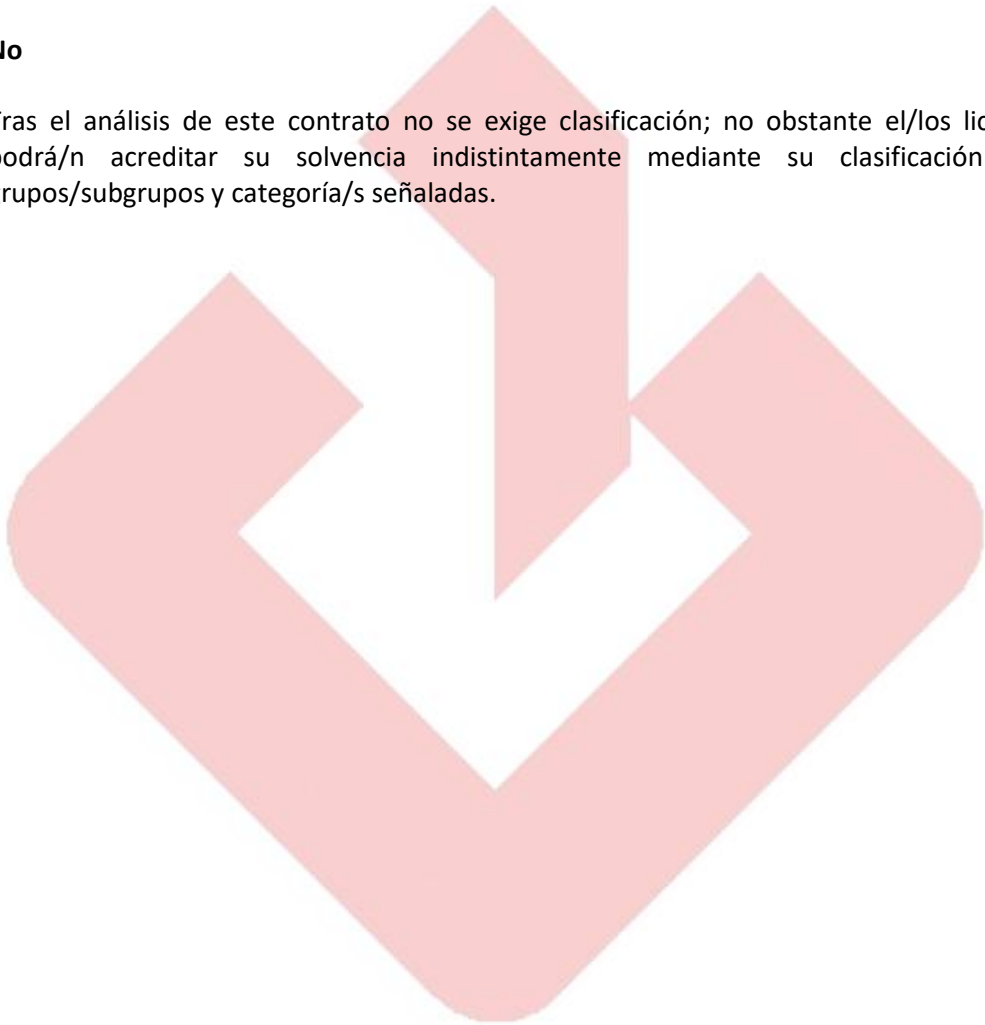 No
Tras el análisis de este contrato no se exige clasificación; no obstante el/los lic
podrá/n acreditar su solvencia indistintamente mediante su clasificación
grupos/subgrupos y categoría/s señaladas.